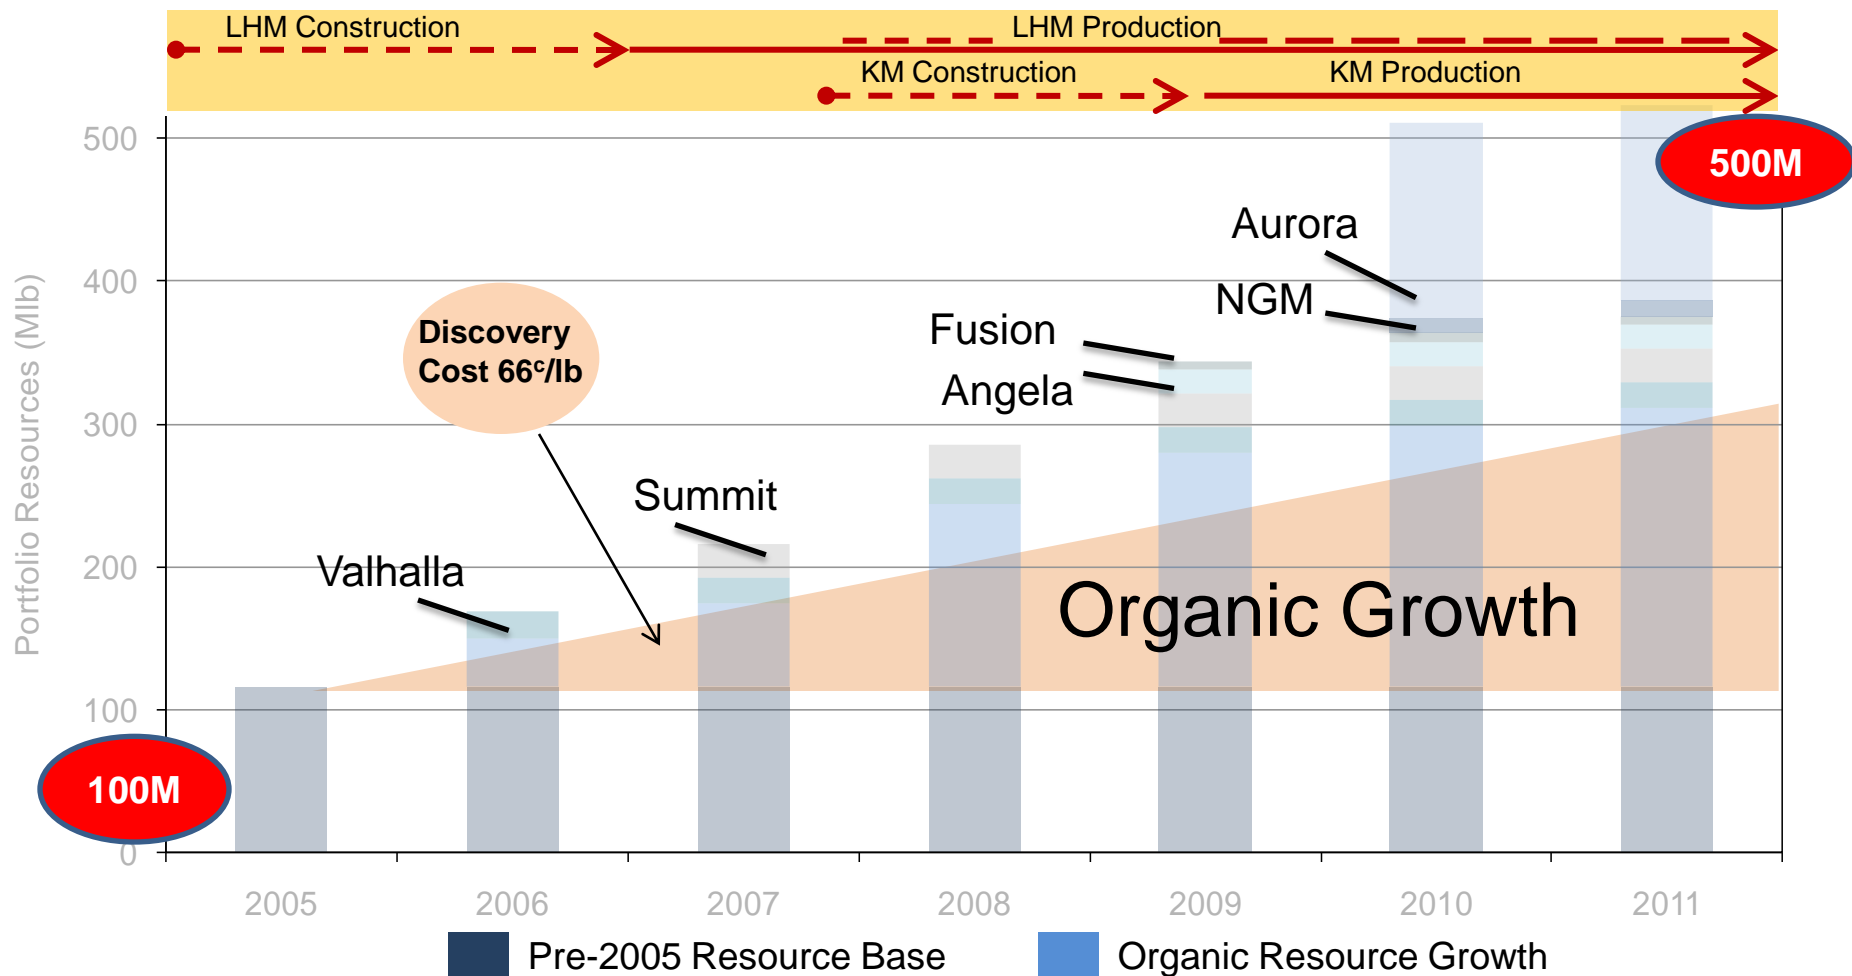 LHM Construction
LHM Production
KM Construction
KM Production
500
500M
Aurora
400
NGM
Fusion
Discovery
Cost 66c/lb
Angela
300
Summit
Valhalla
200
Organic Growth
100
100M
0
Portfolio Resources (Mlb)
2005 2006 2007 2008 2009 2010 2011
Pre-2005 Resource Base
Organic Resource Growth